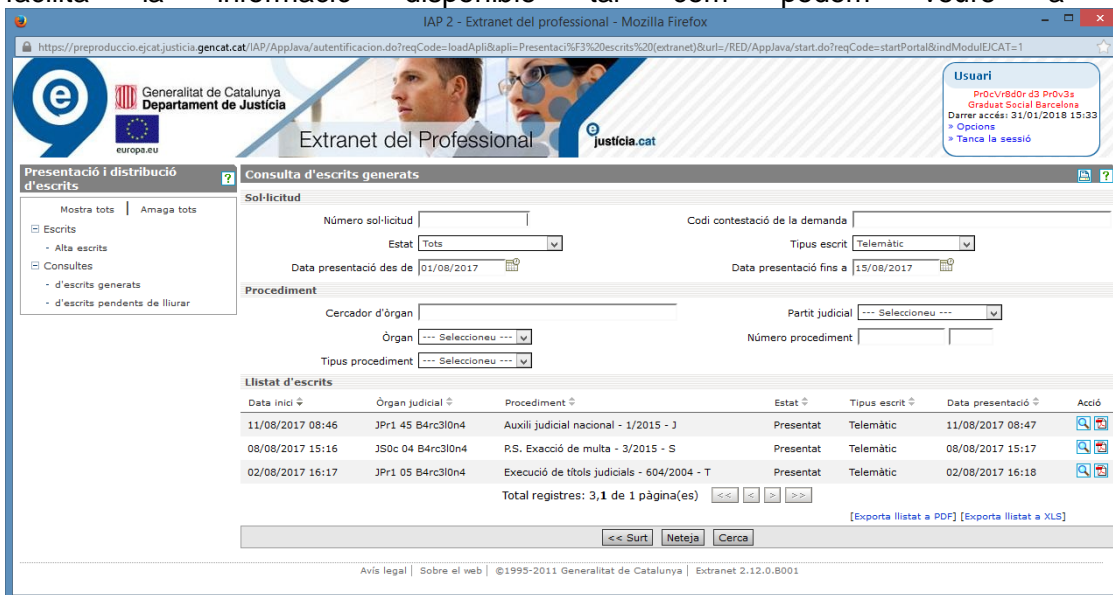 facilita la informació disponible tal com podem veure a
IAP 2 - Extranet del professional - Mozilla Firefox
https://preproduccio.ejcat.justicia.gencat.cat/IAP/AppJava/autentificacion.do?reqCode=loadApli&apli=Presentaci%F3%20escrits%20(extranet)&url=/RED/AppJava/start.do?reqCode=startPortal&indModulEJCAT=1
Generalitat de Catalunya
Departament de Justícia
europa.eu
Extranet del Professional
justícia.cat
Usuari
Pr0cVr8d0r d3 Pr0v3s
Graduat Social Barcelona
Darrer accés: 31/01/2018 15:33
» Opcions
» Tanca la sessió
Presentació i distribució d'escrits
Mostra tots | Amaga tots
Escrits
- Alta escrits
Consultes
- d'escrits generats
- d'escrits pendents de lliurar
Consulta d'escrits generats
Sol·licitud
Número sol·licitud Codi contestació de la demanda
Estat Tots Tipus escrit Telemàtic
Data presentació des de 01/08/2017 Data presentació fins a 15/08/2017
Procediment
Cercador d'òrgan Partit judicial --- Seleccioneu ---
Òrgan --- Seleccioneu --- Número procediment
Tipus procediment --- Seleccioneu ---
Llistat d'escrits
Data inici Òrgan judicial Procediment Estat Tipus escrit Data presentació Acció
11/08/2017 08:46 JPr1 45 B4rc3l0n4 Auxili judicial nacional - 1/2015 - J Presentat Telemàtic 11/08/2017 08:47
08/08/2017 15:16 JS0c 04 B4rc3l0n4 P.S. Exacció de multa - 3/2015 - S Presentat Telemàtic 08/08/2017 15:17
02/08/2017 16:17 JPr1 05 B4rc3l0n4 Execució de títols judicials - 604/2004 - T Presentat Telemàtic 02/08/2017 16:18
Total registres: 3,1 de 1 pàgina(es) << < > >>
[Exporta llistat a PDF] [Exporta llistat a XLS]
<< Surt Neteja Cerca
Avís legal | Sobre el web | ©1995-2011 Generalitat de Catalunya | Extranet 2.12.0.B001